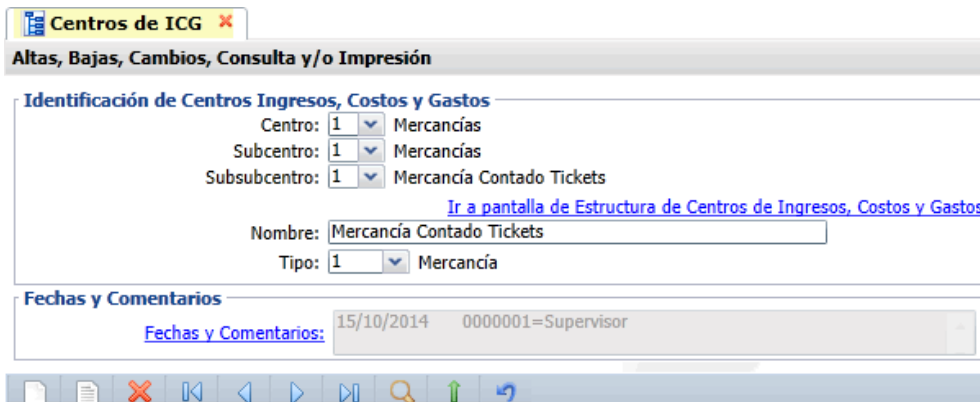 Centros de ICG
Altas, Bajas, Cambios, Consulta y/o Impresión
Identificación de Centros Ingresos, Costos y Gastos
Centro: 1 Mercancías
Subcentro: 1 Mercancías
Subsubcentro: 1 Mercancía Contado Tickets
Ir a pantalla de Estructura de Centros de Ingresos, Costos y Gastos
Nombre: Mercancía Contado Tickets
Tipo: 1 Mercancía
Fechas y Comentarios
Fechas y Comentarios: 15/10/2014 0000001=Supervisor